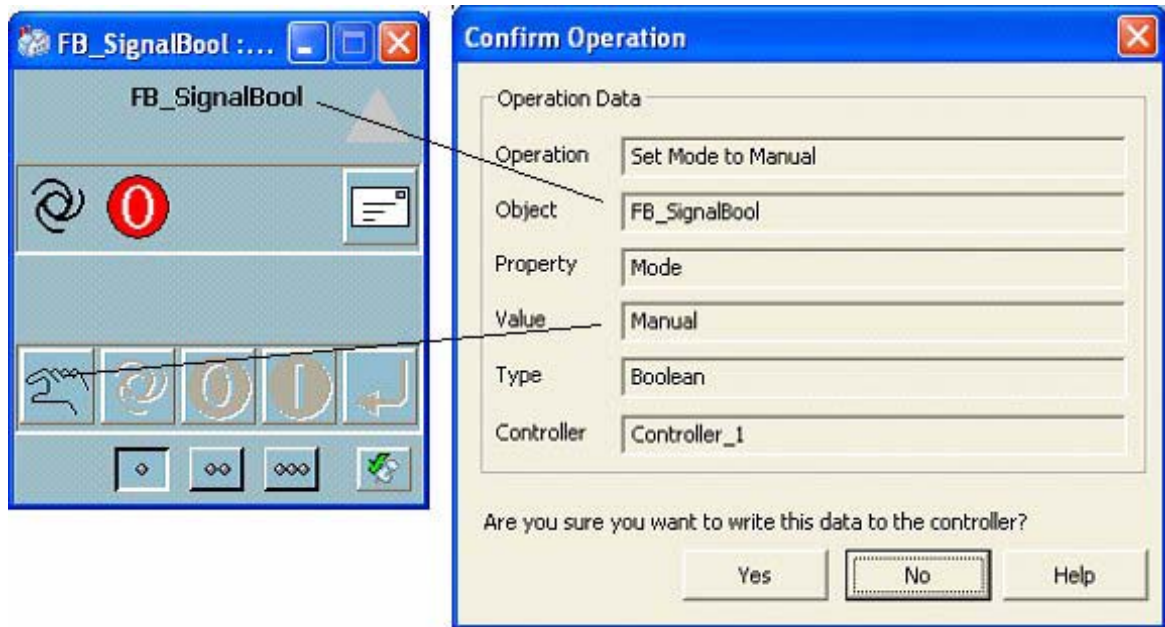 FB_SignalBool :...
FB_SignalBool
Confirm Operation
Operation Data
Operation Set Mode to Manual
Object FB_SignalBool
Property Mode
Value Manual
Type Boolean
Controller Controller_1
Are you sure you want to write this data to the controller?
Yes No Help